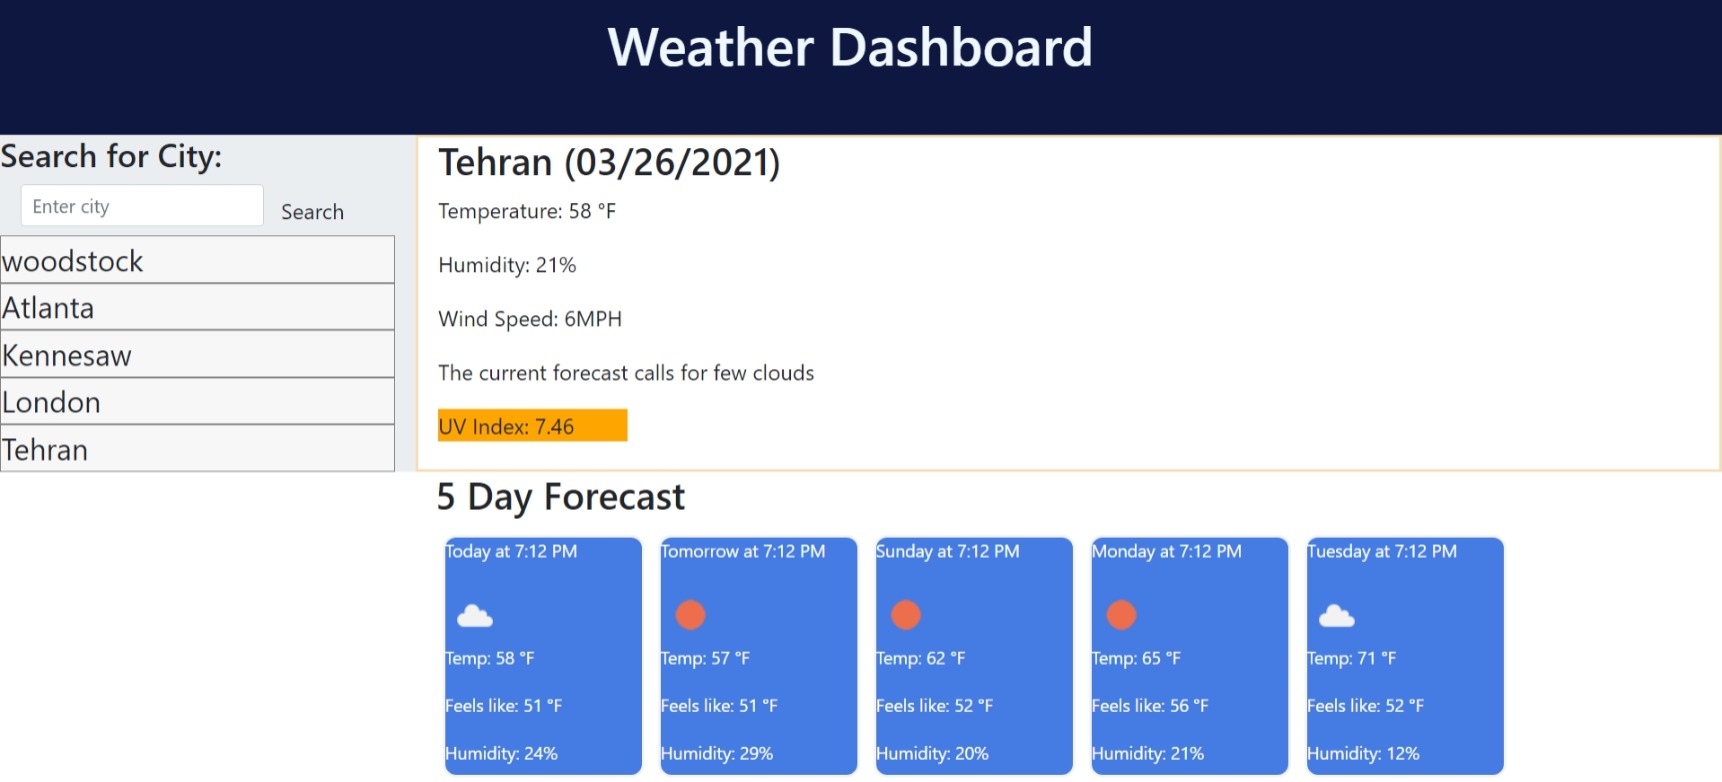 Weather Dashboard
Search for City:
Enter city
Search
woodstock
Atlanta
Kennesaw
London
Tehran
Tehran (03/26/2021)
Temperature: 58 °F
Humidity: 21%
Wind Speed: 6MPH
The current forecast calls for few clouds
UV Index: 7.46
5 Day Forecast
Today at 7:12 PM
Temp: 58 °F
Feels like: 51 °F
Humidity: 24%
Tomorrow at 7:12 PM
Temp: 57 °F
Feels like: 51 °F
Humidity: 29%
Sunday at 7:12 PM
Temp: 62 °F
Feels like: 52 °F
Humidity: 20%
Monday at 7:12 PM
Temp: 65 °F
Feels like: 56 °F
Humidity: 21%
Tuesday at 7:12 PM
Temp: 71 °F
Feels like: 52 °F
Humidity: 12%